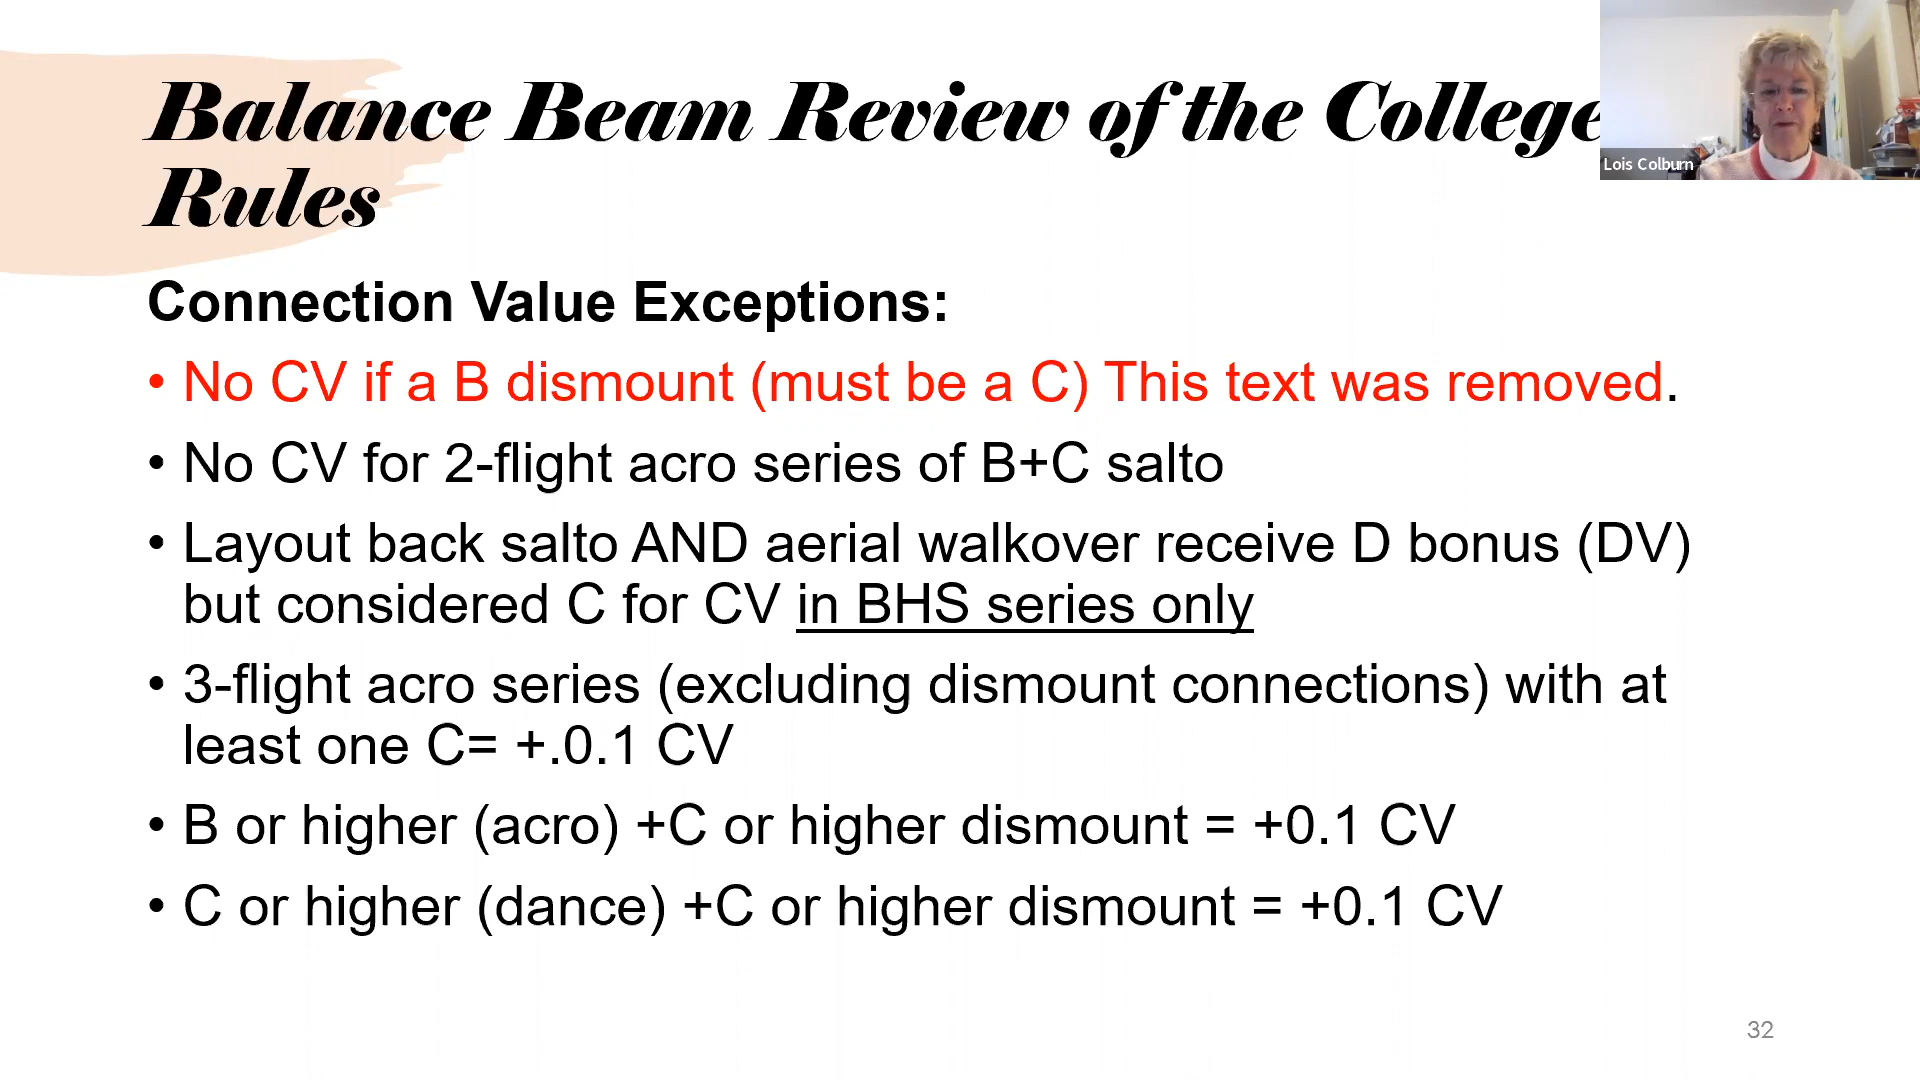 Balance Beam Review of the College
Rules
Lois Colburn
Connection Value Exceptions:
• No CV if a B dismount (must be a C) This text was removed.
• No CV for 2-flight acro series of B+C salto
• Layout back salto AND aerial walkover receive D bonus (DV)
but considered C for CV in BHS series only
• 3-flight acro series (excluding dismount connections) with at
least one C= +.0.1 CV
• B or higher (acro) +C or higher dismount = +0.1 CV
• C or higher (dance) +C or higher dismount = +0.1 CV
32